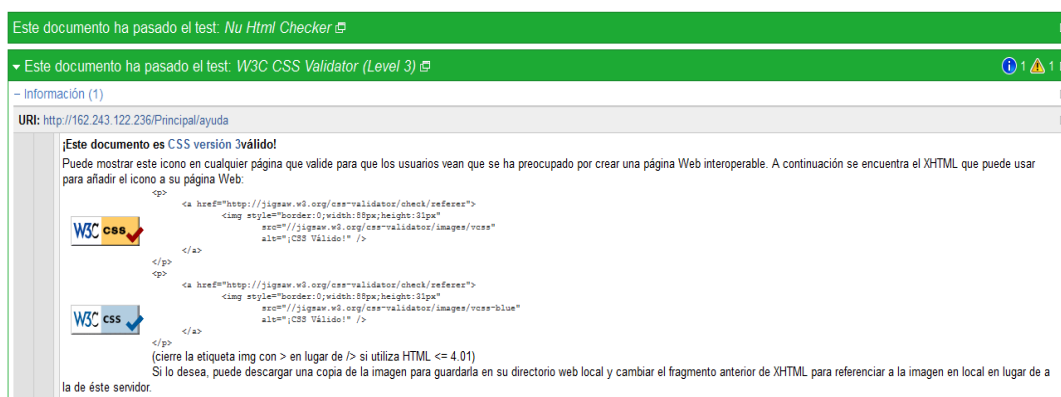 Este documento ha pasado el test: Nu Html Checker
Este documento ha pasado el test: W3C CSS Validator (Level 3) 1 1
− Información (1)
URI: http://162.243.122.236/Principal/ayuda
¡Este documento es CSS versión 3válido!
Puede mostrar este icono en cualquier página que valide para que los usuarios vean que se ha preocupado por crear una página Web interoperable. A continuación se encuentra el XHTML que puede usar
para añadir el icono a su página Web:
<p>
<a href="http://jigsaw.w3.org/css-validator/check/referer">
<img style="border:0;width:88px;height:31px"
src="//jigsaw.w3.org/css-validator/images/vcss"
alt="¡CSS Válido!" />
</a>
</p>
W3C css
<p>
<a href="http://jigsaw.w3.org/css-validator/check/referer">
<img style="border:0;width:88px;height:31px"
src="//jigsaw.w3.org/css-validator/images/vcss-blue"
alt="¡CSS Válido!" />
</a>
</p>
W3C css
(cierre la etiqueta img con > en lugar de /> si utiliza HTML <= 4.01)
Si lo desea, puede descargar una copia de la imagen para guardarla en su directorio web local y cambiar el fragmento anterior de XHTML para referenciar a la imagen en local en lugar de a
la de éste servidor.